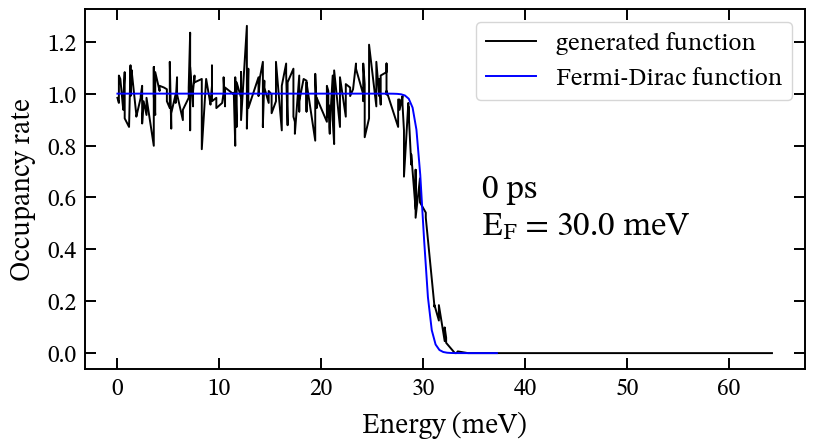 generated function
Fermi-Dirac function
1.2
1.0
0.8
0.6
0.4
0.2
0.0
Occupancy rate
0 ps
E_F = 30.0 meV
0 10 20 30 40 50 60
Energy (meV)